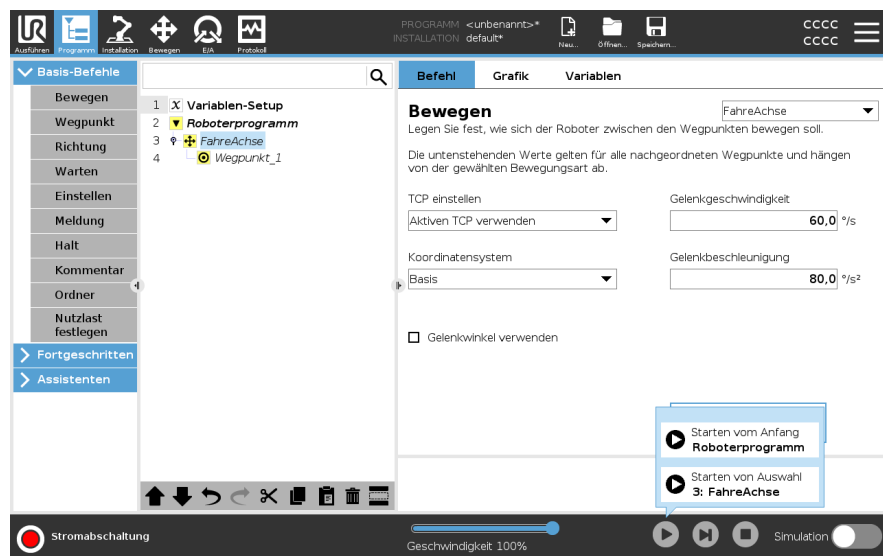 PROGRAMM <unbenannt>*
INSTALLATION default*
CCCC
CCCC
Ausführen Programm Installation Bewegen E/A Protokoll Neu... Öffnen... Speichern...
Basis-Befehle
Bewegen
Wegpunkt
Richtung
Warten
Einstellen
Meldung
Halt
Kommentar
Ordner
Nutzlast
festlegen
Fortgeschritten
Assistenten
1 X Variablen-Setup
2 Roboterprogramm
3 FahreAchse
4 Wegpunkt_1
Befehl Grafik Variablen
Bewegen FahreAchse
Legen Sie fest, wie sich der Roboter zwischen den Wegpunkten bewegen soll.
Die untenstehenden Werte gelten für alle nachgeordneten Wegpunkte und hängen
von der gewählten Bewegungsart ab.
TCP einstellen Gelenkgeschwindigkeit
Aktiven TCP verwenden 60,0 °/s
Koordinatensystem Gelenkbeschleunigung
Basis 80,0 °/s²
Gelenkwinkel verwenden
Starten vom Anfang
Roboterprogramm
Starten von Auswahl
3: FahreAchse
Stromabschaltung
Geschwindigkeit 100%
Simulation